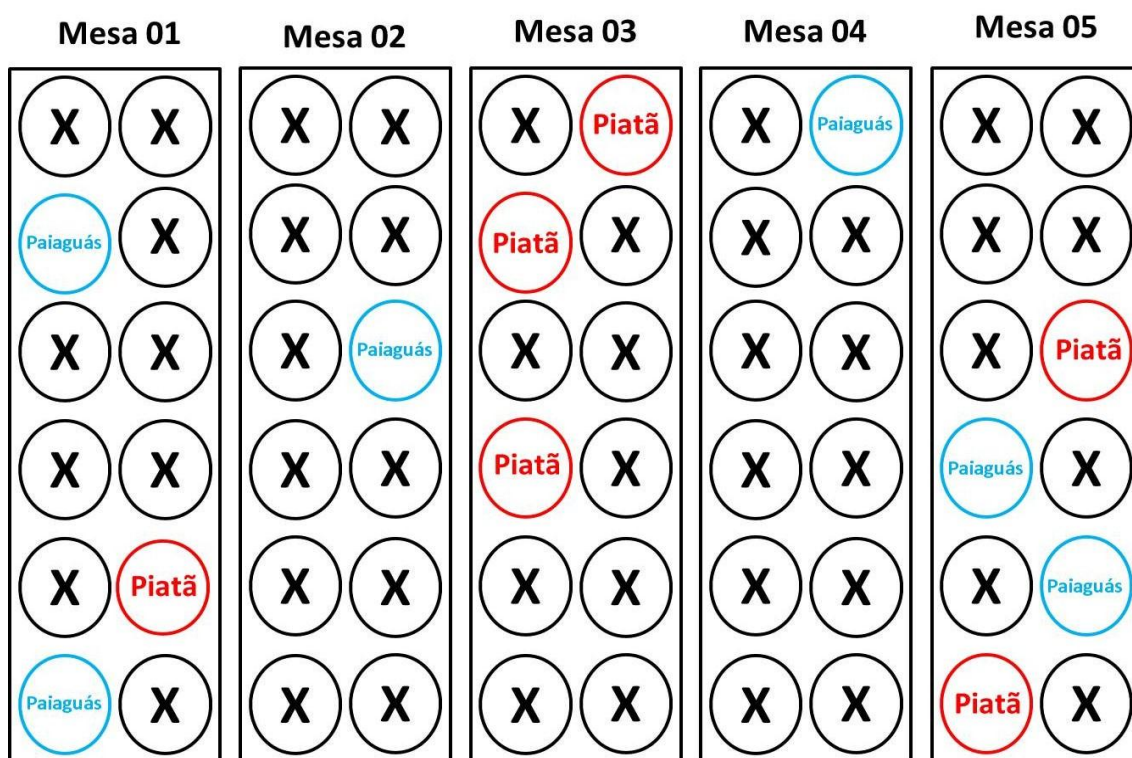 Mesa 01 Mesa 02 Mesa 03 Mesa 04 Mesa 05
X X X X X Piatã X Paiaguás X X
Paiaguás X X X Piatã X X X X X
X X X Paiaguás X X X X X Piatã
X X X X Piatã X X X Paiaguás X
X Piatã X X X X X X X Paiaguás
Paiaguás X X X X X X X Piatã X